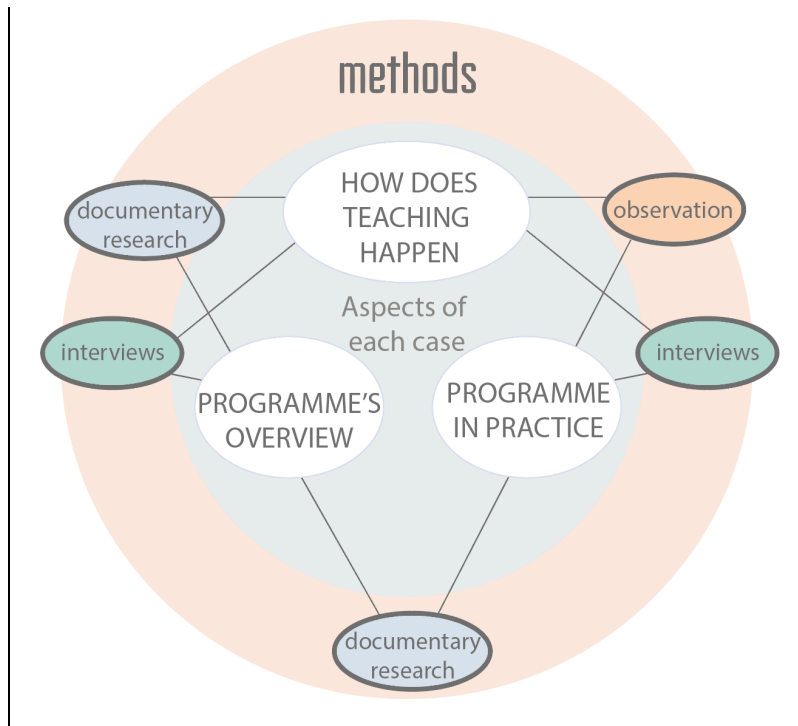 methods
HOW DOES
TEACHING
HAPPEN
documentary
research
observation
Aspects of
each case
interviews
interviews
PROGRAMME'S
OVERVIEW
PROGRAMME
IN PRACTICE
documentary
research